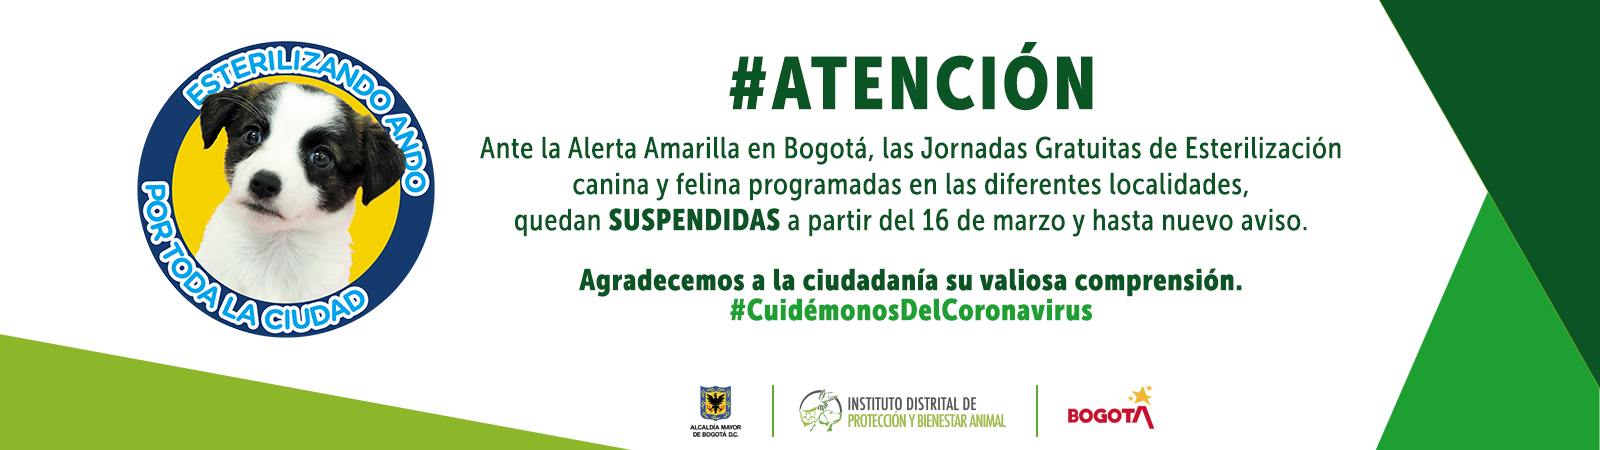 ESTERILIZANDO ANDO
POR TODA LA CIUDAD
#ATENCIÓN
Ante la Alerta Amarilla en Bogotá, las Jornadas Gratuitas de Esterilización
canina y felina programadas en las diferentes localidades,
quedan SUSPENDIDAS a partir del 16 de marzo y hasta nuevo aviso.
Agradecemos a la ciudadanía su valiosa comprensión.
#CuidémonosDelCoronavirus
ALCALDÍA MAYOR
DE BOGOTÁ D.C.
INSTITUTO DISTRITAL DE
PROTECCIÓN Y BIENESTAR ANIMAL
BOGOTÁ